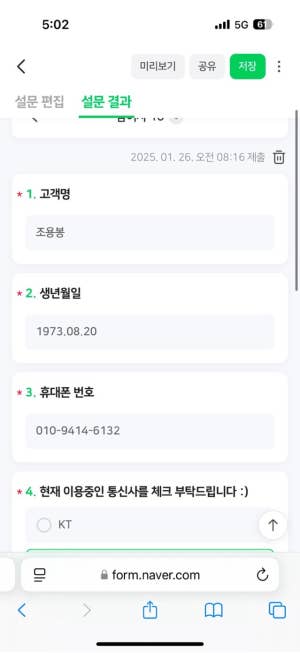 5:02
5G 61
미리보기 공유 저장
설문 편집 설문 결과
2025. 01. 26. 오전 08:16 제출
* 1. 고객명
조용봉
* 2. 생년월일
1973.08.20
* 3. 휴대폰 번호
010-9414-6132
* 4. 현재 이용중인 통신사를 체크 부탁드립니다 :)
KT
form.naver.com